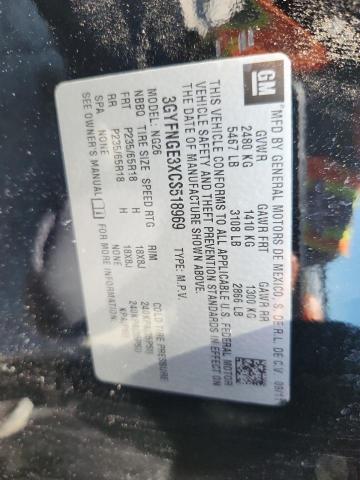 GM
MFD BY GENERAL MOTORS DE MEXICO, S. DE R.L. DE C.V.
GVWR GAWR FRT GAWR RR
2480 KG 1410 KG 1300 KG
5467 LB 3108 LB 2866 LB
THIS VEHICLE CONFORMS TO ALL APPLICABLE U.S. FEDERAL MOTOR
VEHICLE SAFETY AND THEFT PREVENTION STANDARDS IN EFFECT ON
THE DATE OF MANUFACTURE SHOWN ABOVE.
3GYFNGE3XCS518969 TYPE: M.P.V.
MODEL: NG26
NBBO TIRE SIZE SPEED RTG RIM COLD TIRE PRESSURE
FRT P235/65R18 H 18X8J
RR P235/65R18 H 18X8J
SPA NONE NONE
SEE OWNER'S MANUAL FOR MORE INFORMATION.